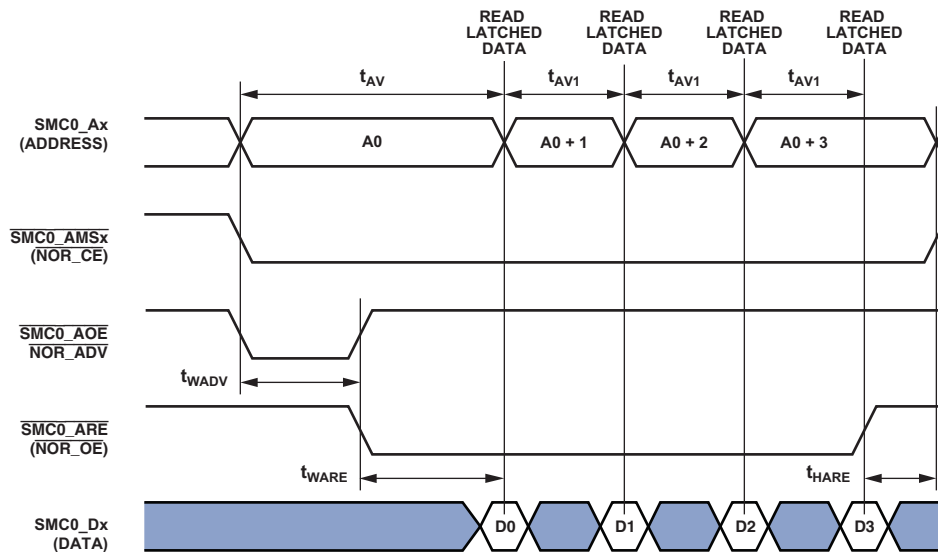 READ
LATCHED
DATA
READ
LATCHED
DATA
READ
LATCHED
DATA
READ
LATCHED
DATA
tAV
tAV1
tAV1
tAV1
SMC0_Ax
(ADDRESS)
A0
A0 + 1
A0 + 2
A0 + 3
SMC0_AMSx
(NOR_CE)
SMC0_AOE
NOR_ADV
tWADV
SMC0_ARE
(NOR_OE)
tWARE
tHARE
SMC0_Dx
(DATA)
D0
D1
D2
D3